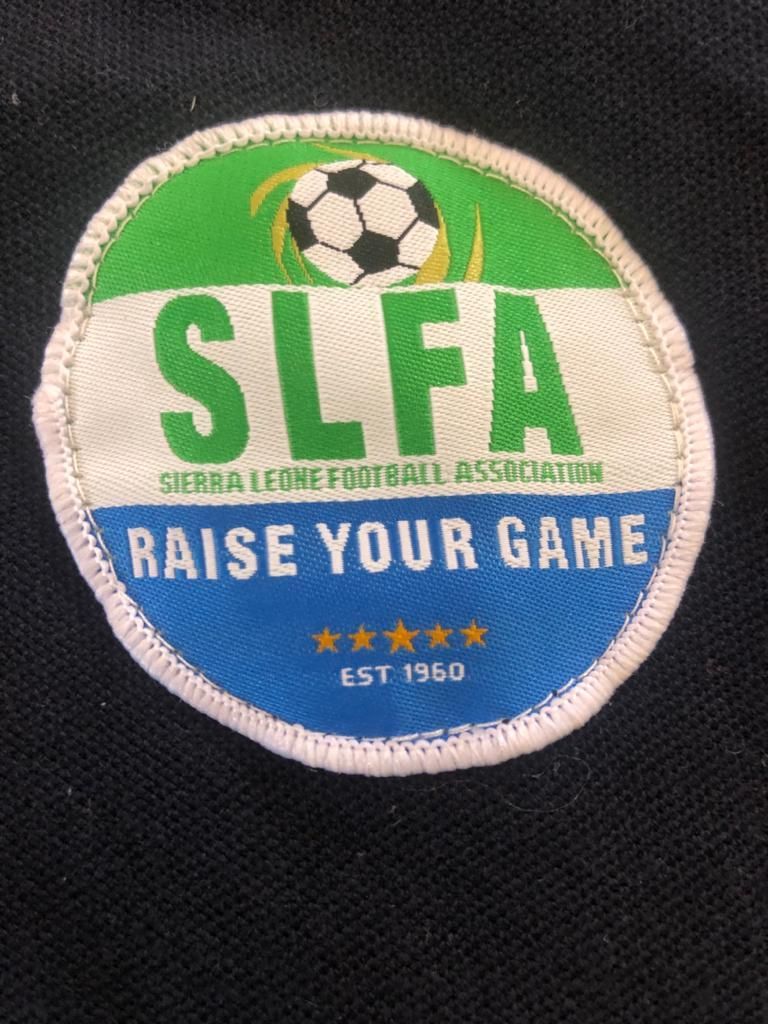 SLFA
SIERRA LEONE FOOTBALL ASSOCIATION
RAISE YOUR GAME
EST 1960